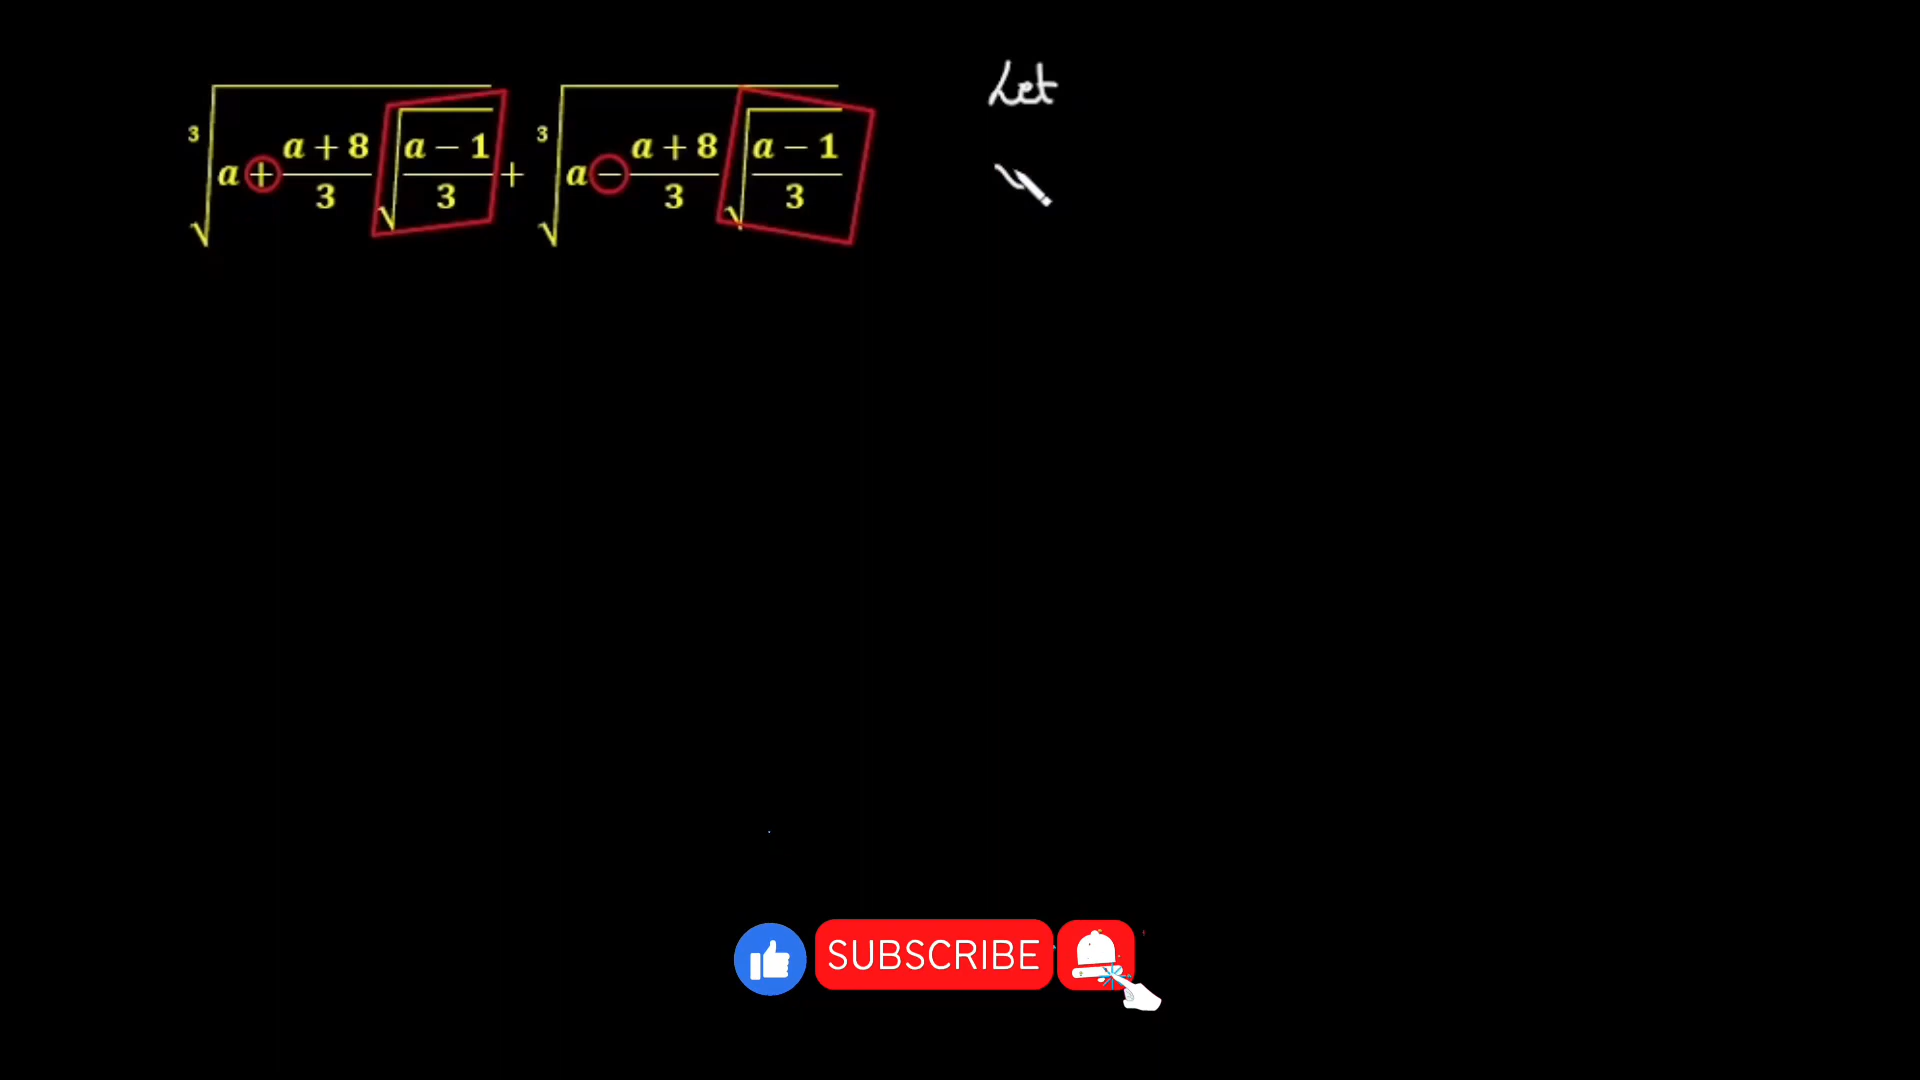 ∛(a + (a + 8)/3 √((a − 1)/3)) + ∛(a − (a + 8)/3 √((a − 1)/3))
Let
SUBSCRIBE